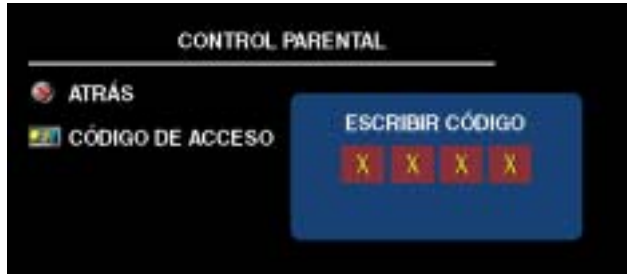 CONTROL PARENTAL
ATRÁS
CÓDIGO DE ACCESO
ESCRIBIR CÓDIGO
X X X X